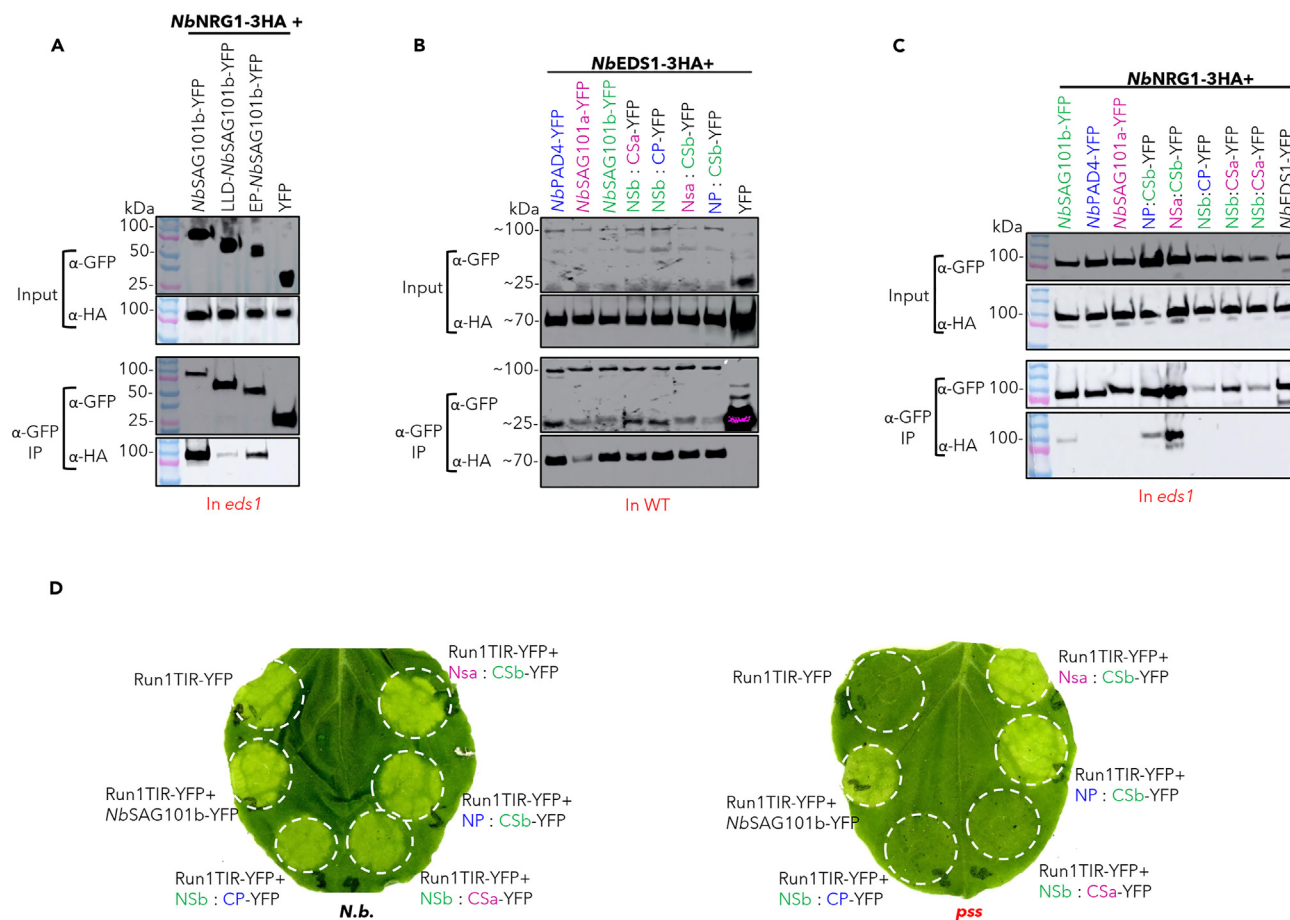 A
NbNRG1-3HA +
NbSAG101b-YFP
LLD-NbSAG101b-YFP
EP-NbSAG101b-YFP
YFP
kDa
100-
50-
25-
100-
Input
α-GFP
α-HA
100-
50-
25-
100-
α-GFP
IP
α-GFP
α-HA
In eds1
B
NbEDS1-3HA+
NbPAD4-YFP
NbSAG101a-YFP
NbSAG101b-YFP
NSb : CSa-YFP
NSb : CP-YFP
Nsa : CSb-YFP
NP : CSb-YFP
YFP
kDa
~100-
~25-
~70-
Input
α-GFP
α-HA
~100-
~25-
~70-
α-GFP
IP
α-GFP
α-HA
In WT
C
NbNRG1-3HA+
NbSAG101b-YFP
NbPAD4-YFP
NbSAG101a-YFP
NP:CSb-YFP
NSa:CSb-YFP
NSb:CP-YFP
NSb:CSa-YFP
NSb:CSa-YFP
NbEDS1-YFP
kDa
100-
100-
Input
α-GFP
α-HA
100-
100-
α-GFP
IP
α-GFP
α-HA
In eds1
D
Run1TIR-YFP
Run1TIR-YFP+
Nsa : CSb-YFP
Run1TIR-YFP+
NbSAG101b-YFP
Run1TIR-YFP+
NP : CSb-YFP
Run1TIR-YFP+
NSb : CP-YFP
Run1TIR-YFP+
NSb : CSa-YFP
3 4
N.b.
Run1TIR-YFP
Run1TIR-YFP+
Nsa : CSb-YFP
Run1TIR-YFP+
NbSAG101b-YFP
Run1TIR-YFP+
NP : CSb-YFP
Run1TIR-YFP+
NSb : CP-YFP
Run1TIR-YFP+
NSb : CSa-YFP
pss